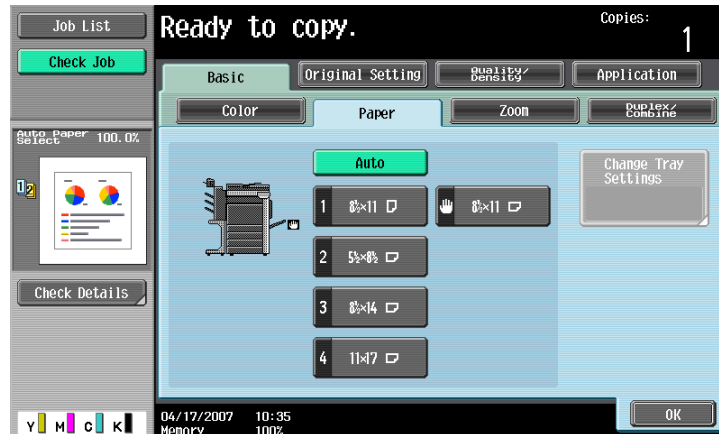 Job List
Check Job
Ready to copy.
Copies:
1
Basic
Original Setting
Quality/
Density
Application
Color
Paper
Zoom
Duplex/
Combine
Auto Paper
Select
100.0%
1 2
Auto
Change Tray
Settings
1 8½×11
8½×11
2 5½×8½
3 8½×14
4 11×17
Check Details
Y M C K
04/17/2007 10:35
Memory 100%
OK